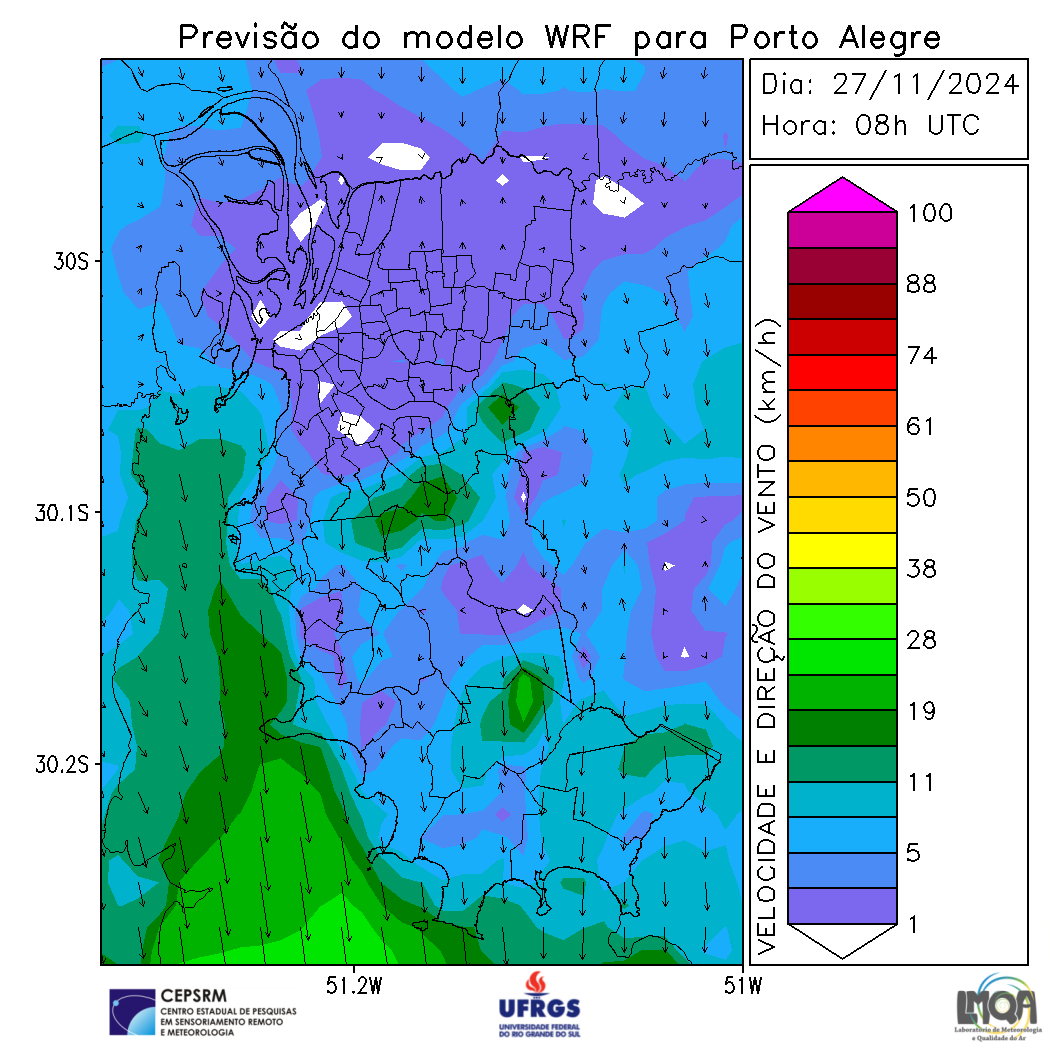 Previsão do modelo WRF para Porto Alegre
Dia: 27/11/2024
Hora: 08h UTC
30S
30.1S
30.2S
51.2W
51W
VELOCIDADE E DIREÇÃO DO VENTO (km/h)
100
88
74
61
50
38
28
19
11
5
1
CEPSRM
CENTRO ESTADUAL DE PESQUISAS
EM SENSORIAMENTO REMOTO
E METEOROLOGIA
UFRGS
UNIVERSIDADE FEDERAL
DO RIO GRANDE DO SUL
LMQA
Laboratório de Meteorologia
e Qualidade do Ar